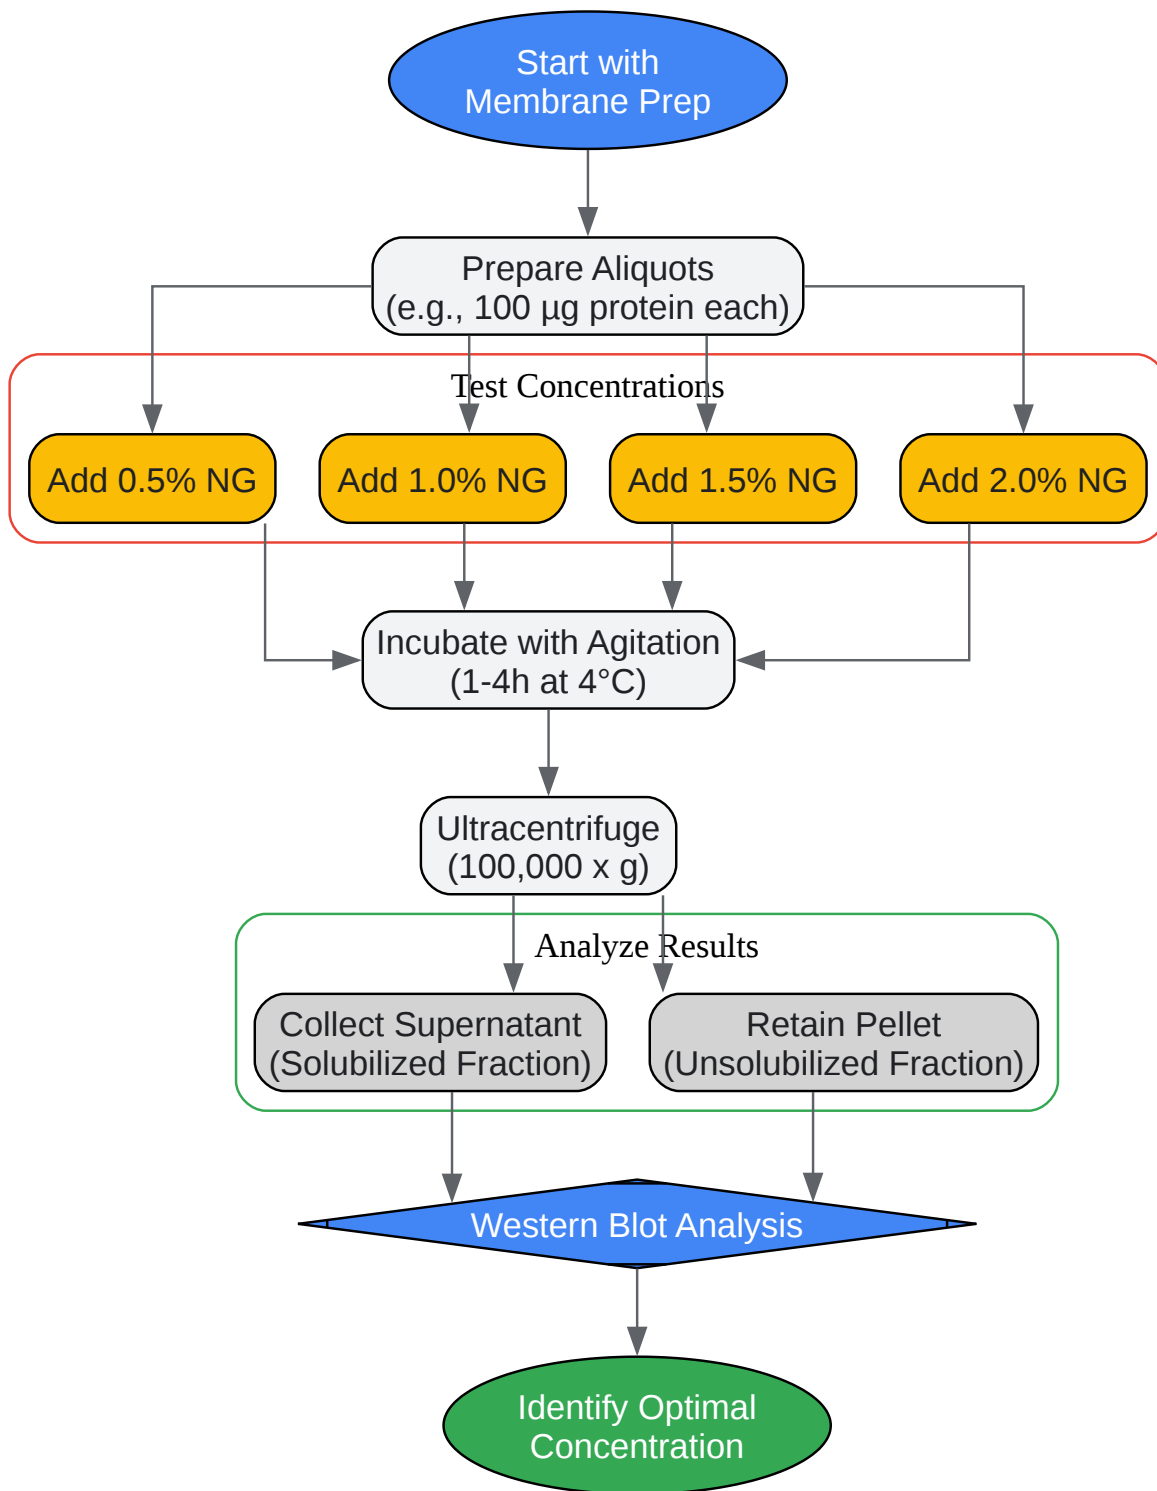 Start with
Membrane Prep
Prepare Aliquots
(e.g., 100 µg protein each)
Test Concentrations
Add 0.5% NG
Add 1.0% NG
Add 1.5% NG
Add 2.0% NG
Incubate with Agitation
(1-4h at 4°C)
Ultracentrifuge
(100,000 x g)
Analyze Results
Collect Supernatant
(Solubilized Fraction)
Retain Pellet
(Unsolubilized Fraction)
Western Blot Analysis
Identify Optimal
Concentration